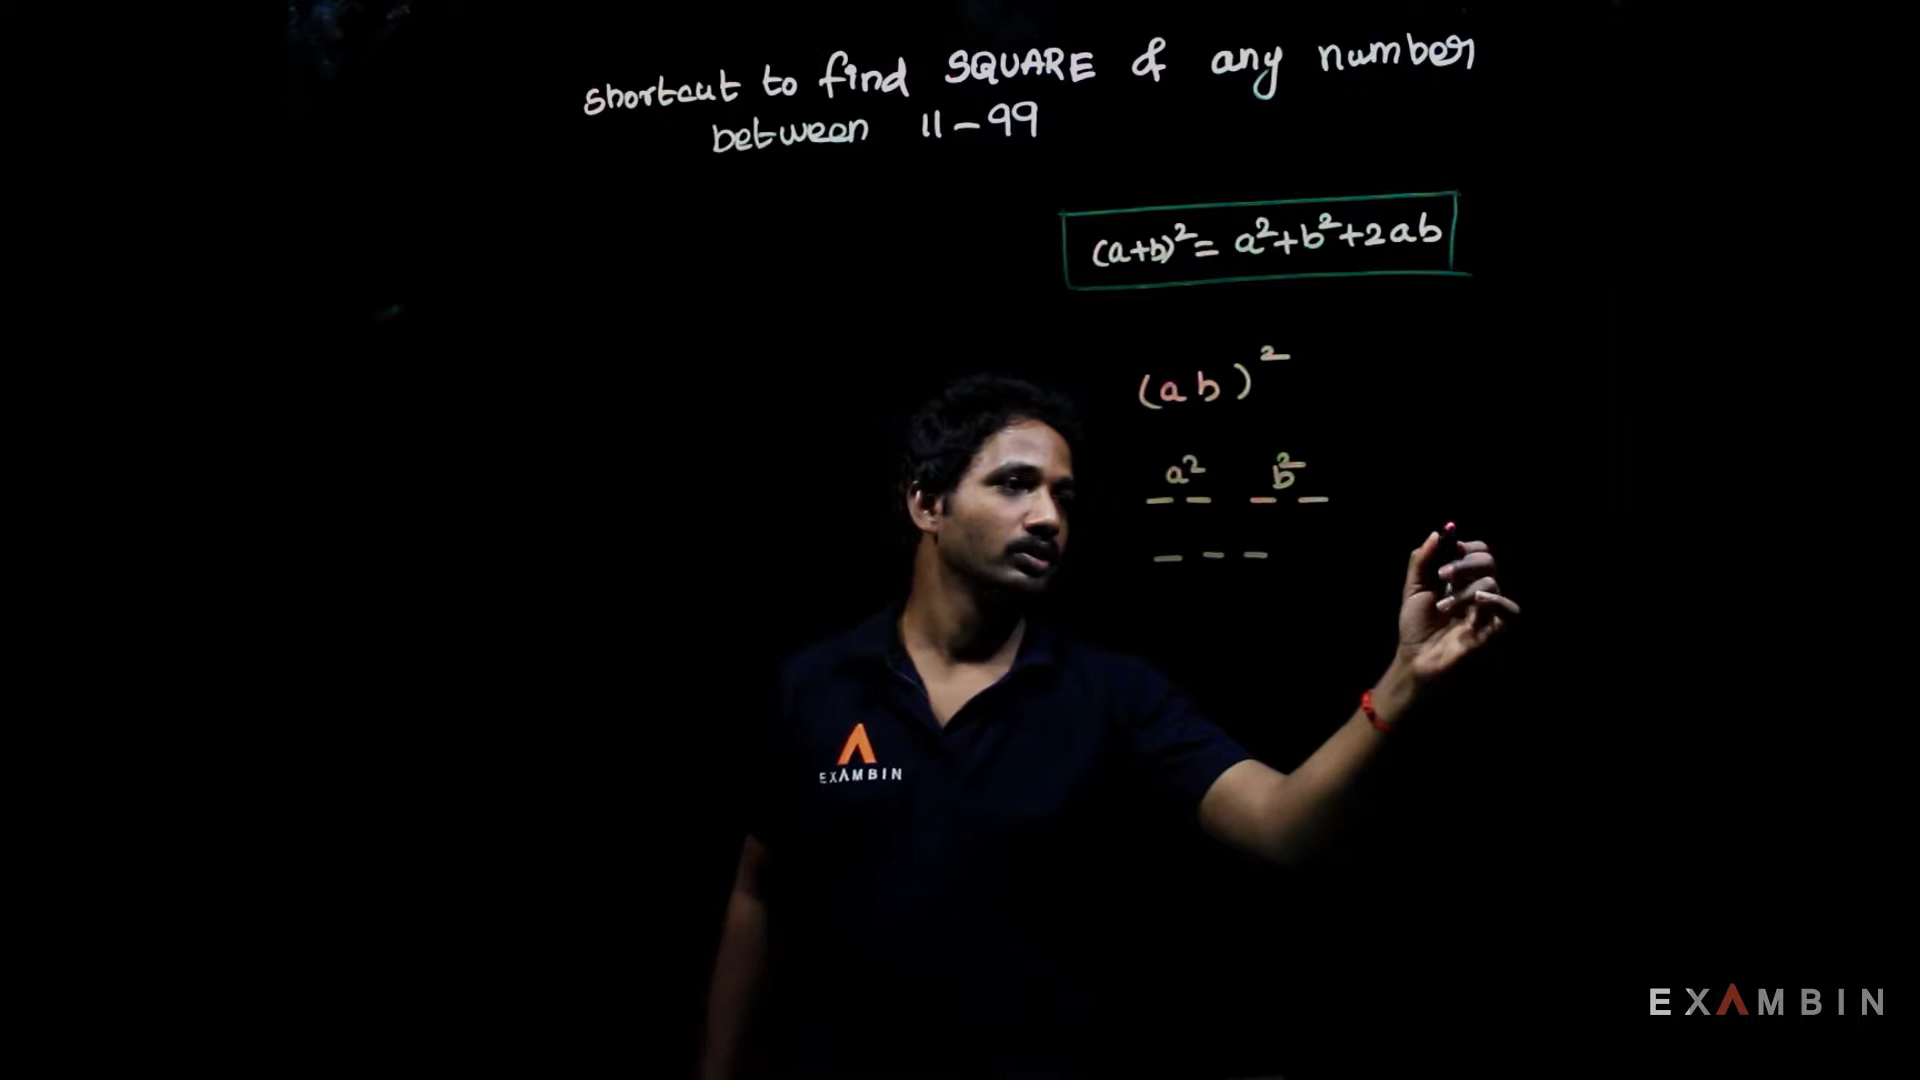 shortcut to find SQUARE of any number
between 11-99
(a+b)²= a²+b²+2ab
(ab)²
a² b²
_ _ _ _
_ _ _
EXAMBIN
EXAMBIN